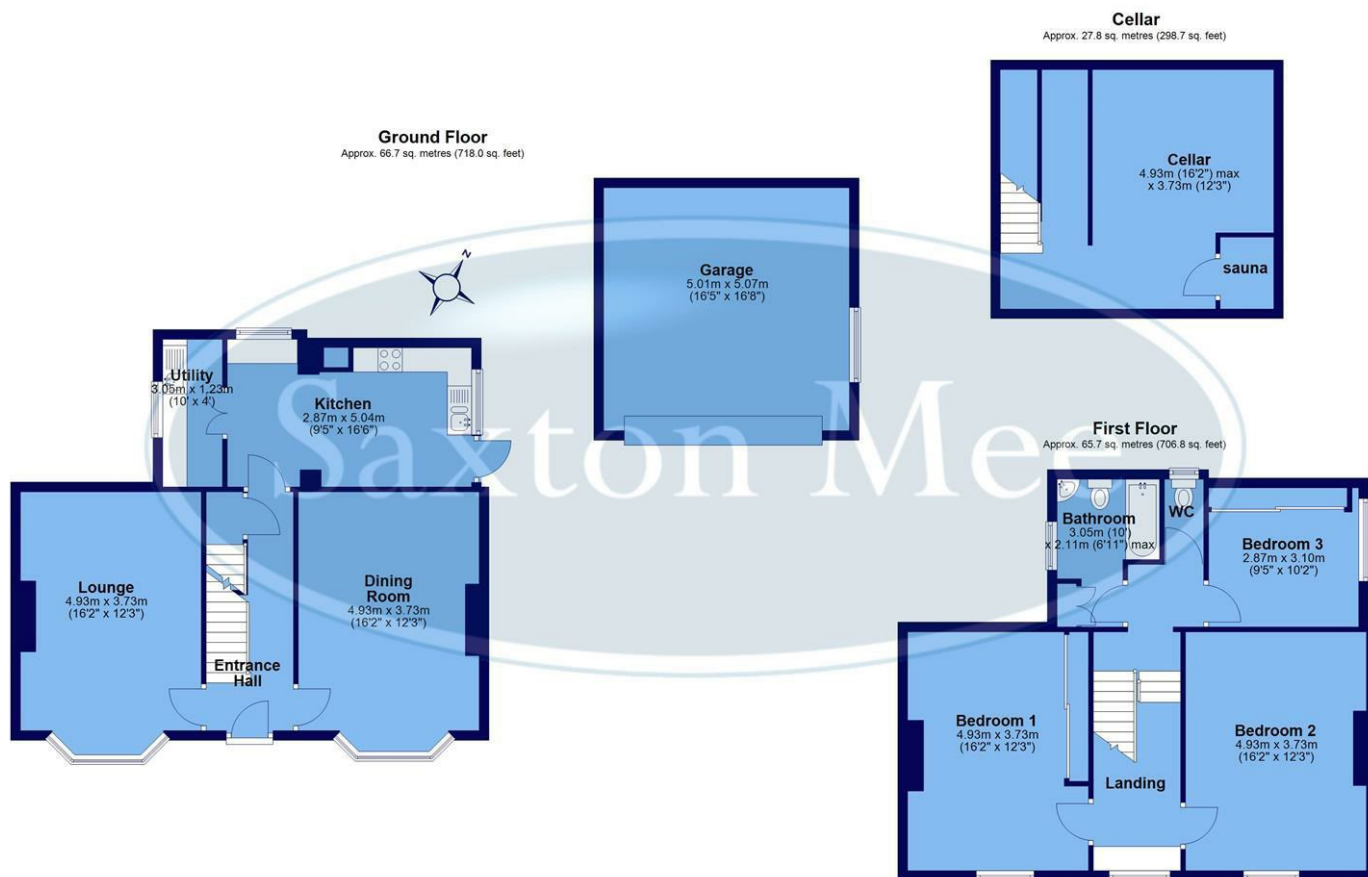 Cellar
Approx. 27.8 sq. metres (298.7 sq. feet)
Cellar
4.93m (16'2") max
x 3.73m (12'3")
sauna
Ground Floor
Approx. 66.7 sq. metres (718.0 sq. feet)
N
Garage
5.01m x 5.07m
(16'5" x 16'8")
Utility
3.05m x 1.23m
(10' x 4')
Kitchen
2.87m x 5.04m
(9'5" x 16'6")
Lounge
4.93m x 3.73m
(16'2" x 12'3")
Dining
Room
4.93m x 3.73m
(16'2" x 12'3")
Entrance
Hall
Saxton Mee
First Floor
Approx. 65.7 sq. metres (706.8 sq. feet)
Bathroom
3.05m (10')
x 2.11m (6'11") max
WC
Bedroom 3
2.87m x 3.10m
(9'5" x 10'2")
Bedroom 1
4.93m x 3.73m
(16'2" x 12'3")
Bedroom 2
4.93m x 3.73m
(16'2" x 12'3")
Landing